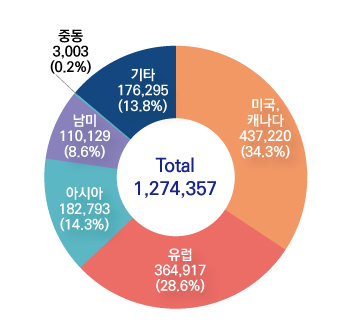 중동
3,003
(0.2%)
기타
176,295
(13.8%)
미국,
캐나다
437,220
(34.3%)
남미
110,129
(8.6%)
Total
1,274,357
아시아
182,793
(14.3%)
유럽
364,917
(28.6%)